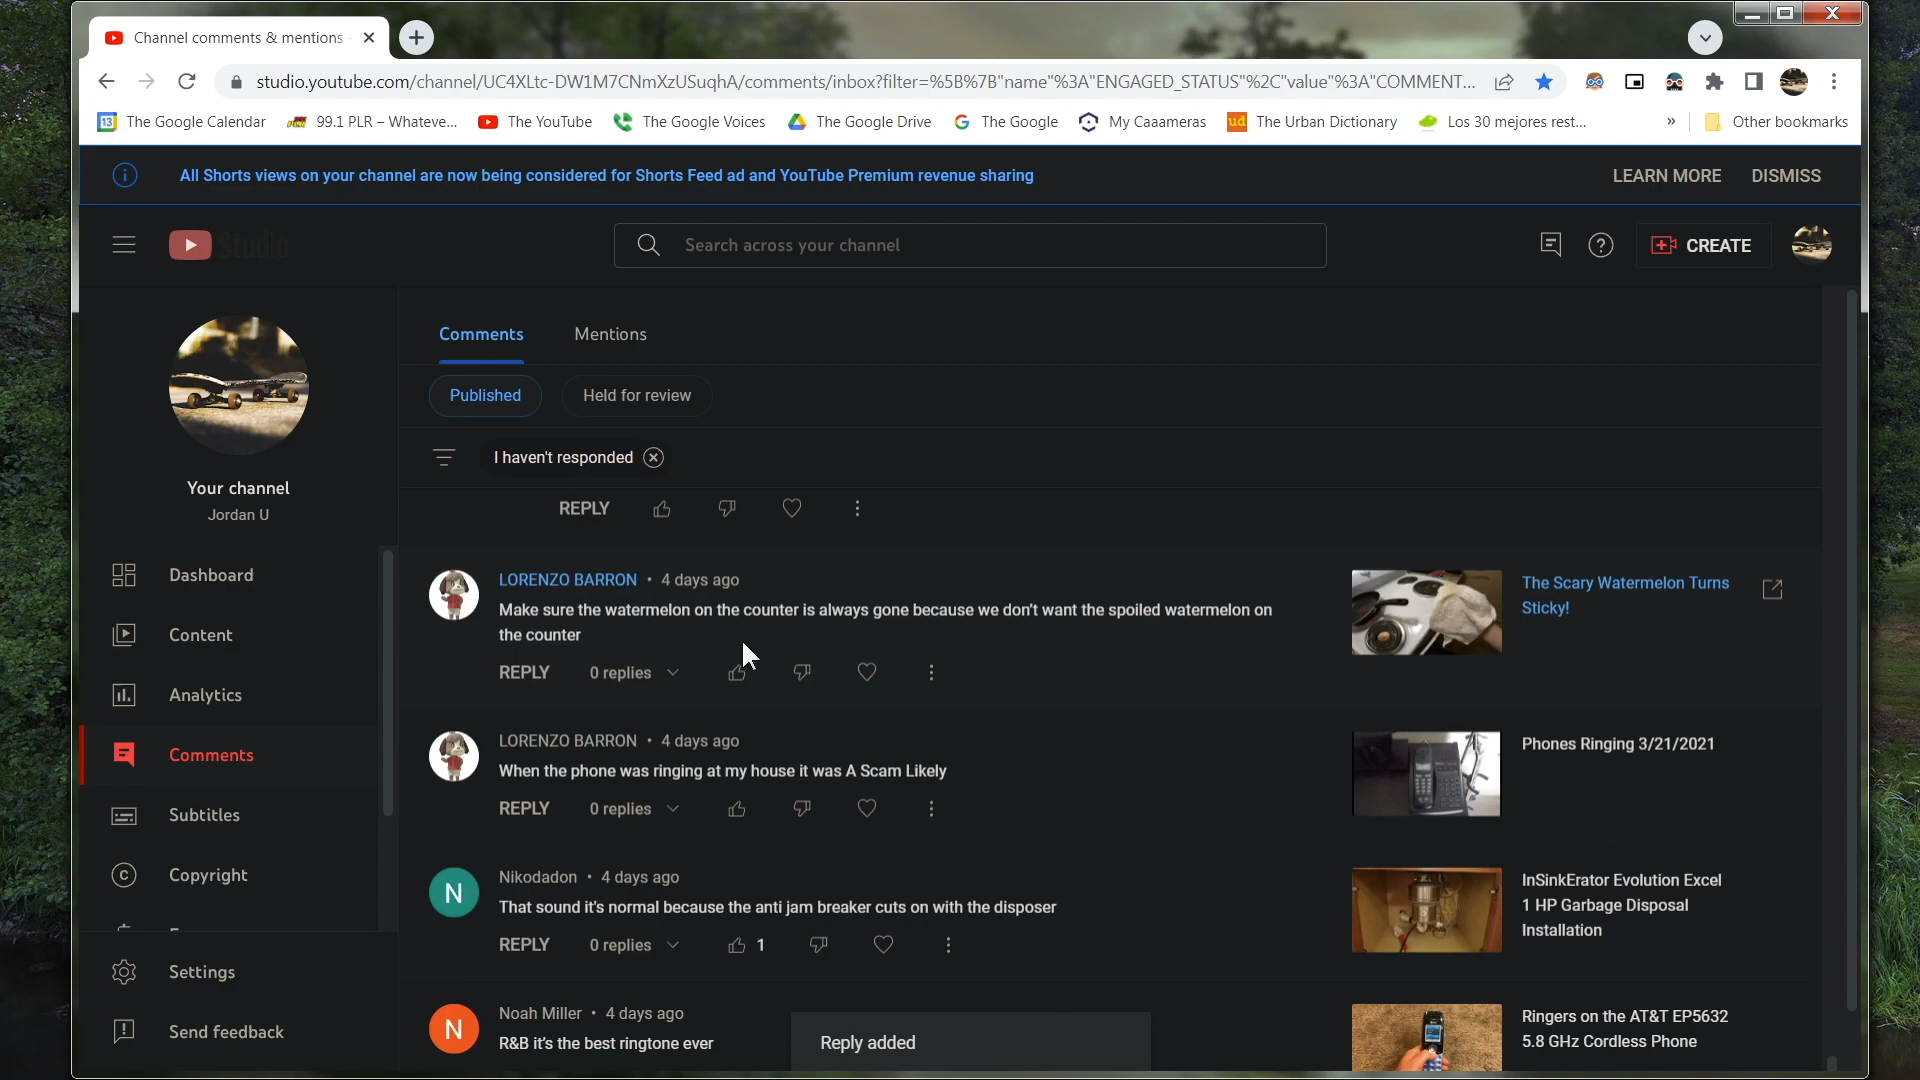 Channel comments & mentions -
studio.youtube.com/channel/UC4XLtc-DW1M7CNmXzUSuqhA/comments/inbox?filter=%5B%7B"name"%3A"ENGAGED_STATUS"%2C"value"%3A"COMMENT...
13 The Google Calendar 99.1 PLR – Whateve... The YouTube The Google Voices The Google Drive The Google My Caaameras ud The Urban Dictionary Los 30 mejores rest... » Other bookmarks
All Shorts views on your channel are now being considered for Shorts Feed ad and YouTube Premium revenue sharing LEARN MORE DISMISS
Studio Search across your channel CREATE
Comments Mentions
Published Held for review
I haven't responded
Your channel
Jordan U
Dashboard
Content
Analytics
Comments
Subtitles
Copyright
Settings
Send feedback
REPLY
LORENZO BARRON • 4 days ago
Make sure the watermelon on the counter is always gone because we don't want the spoiled watermelon on
the counter
REPLY 0 replies
The Scary Watermelon Turns
Sticky!
LORENZO BARRON • 4 days ago
When the phone was ringing at my house it was A Scam Likely
REPLY 0 replies
Phones Ringing 3/21/2021
N
Nikodadon • 4 days ago
That sound it's normal because the anti jam breaker cuts on with the disposer
REPLY 0 replies 1
InSinkErator Evolution Excel
1 HP Garbage Disposal
Installation
N
Noah Miller • 4 days ago
R&B it's the best ringtone ever
Ringers on the AT&T EP5632
5.8 GHz Cordless Phone
Reply added